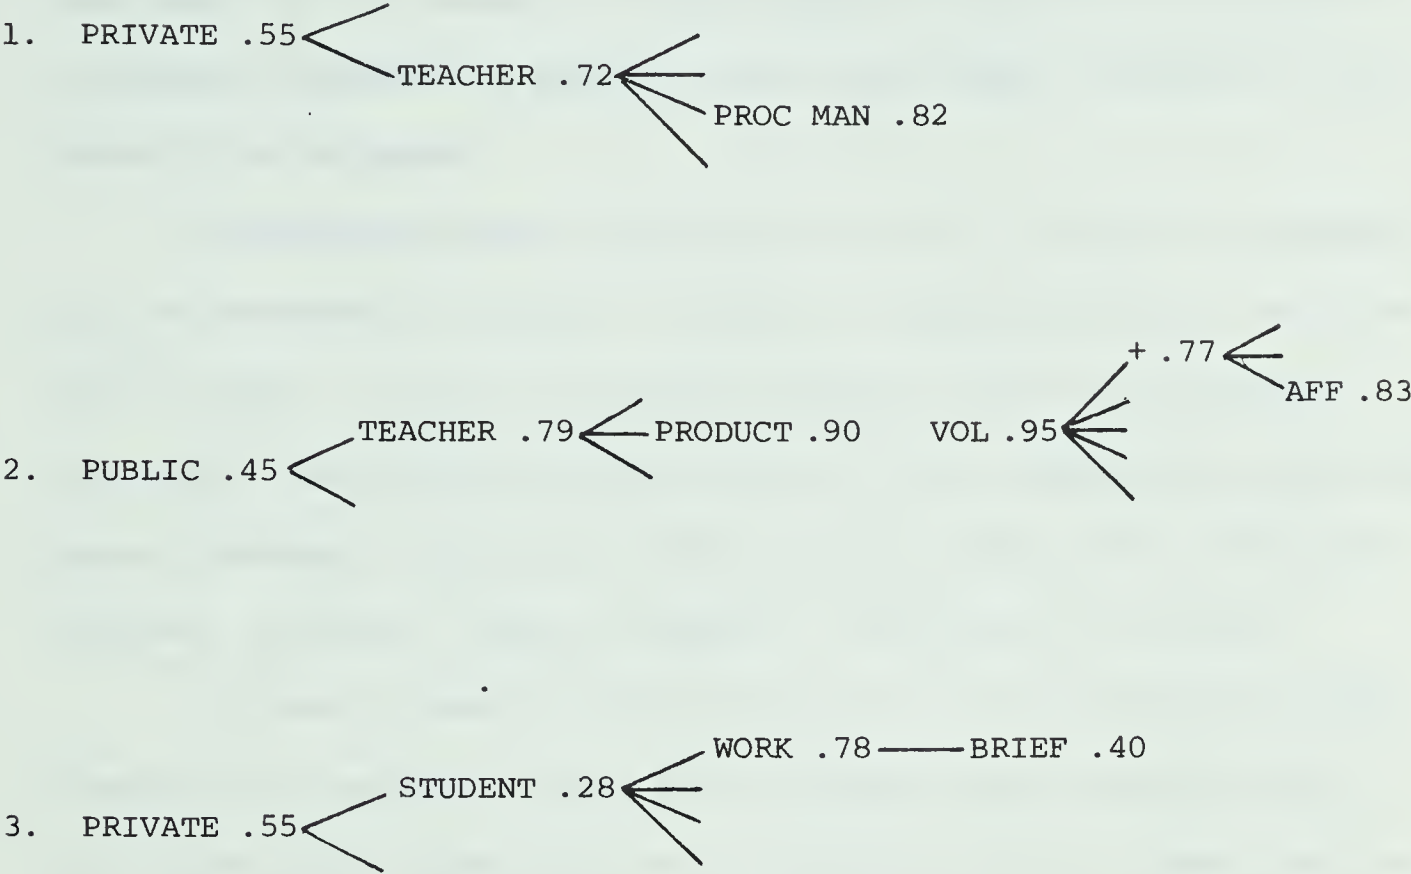 1. PRIVATE .55
TEACHER .72
PROC MAN .82
+ .77
AFF .83
TEACHER .79 PRODUCT .90 VOL .95
2. PUBLIC .45
WORK .78 BRIEF .40
STUDENT .28
3. PRIVATE .55